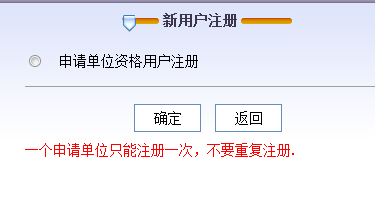 新用户注册
申请单位资格用户注册
确定 返回
一个申请单位只能注册一次，不要重复注册.